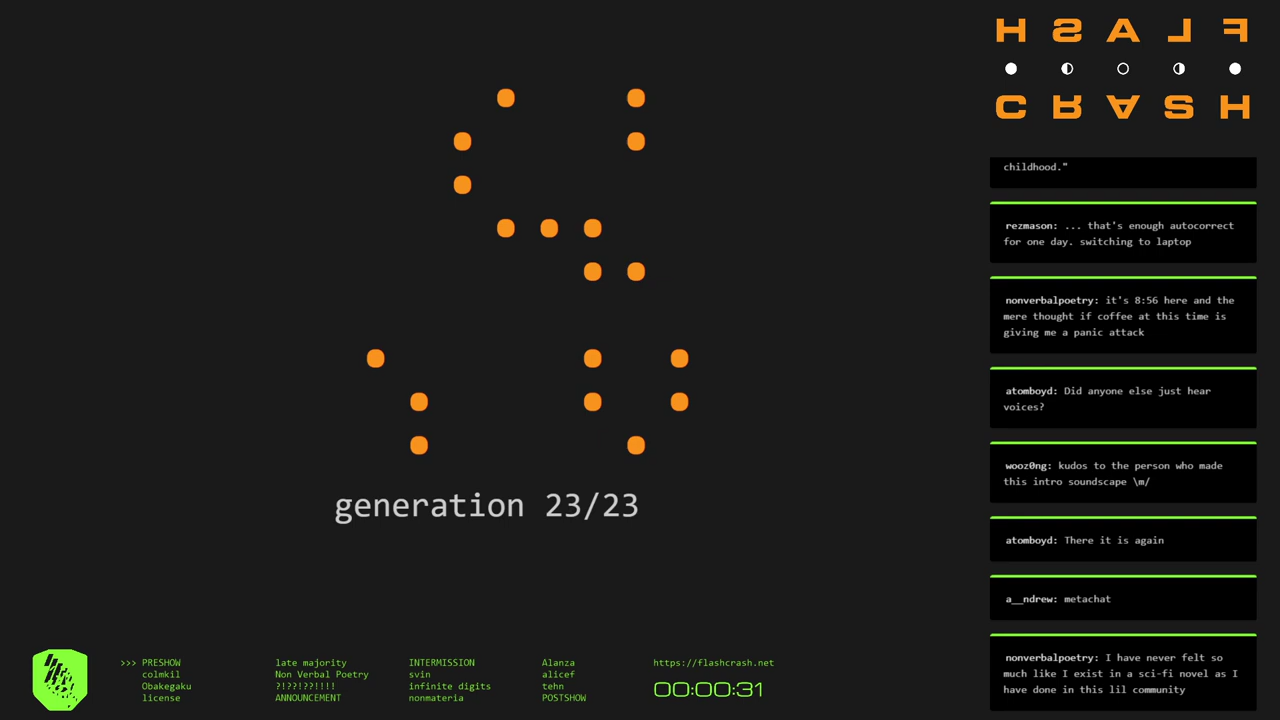 FLASH
CRASH
childhood."
rezmason: ... that's enough autocorrect
for one day. switching to laptop
nonverbalpoetry: it's 8:56 here and the
mere thought if coffee at this time is
giving me a panic attack
atomboyd: Did anyone else just hear
voices?
wooz0ng: kudos to the person who made
this intro soundscape \m/
atomboyd: There it is again
a__ndrew: metachat
nonverbalpoetry: I have never felt so
much like I exist in a sci-fi novel as I
have done in this lil community
generation 23/23
>>> PRESHOW
colmkil
Obakegaku
license
late majority
Non Verbal Poetry
?!??!??!!!!
ANNOUNCEMENT
INTERMISSION
svin
infinite digits
nonmateria
Alanza
alicef
tehn
POSTSHOW
https://flashcrash.net
00:00:31